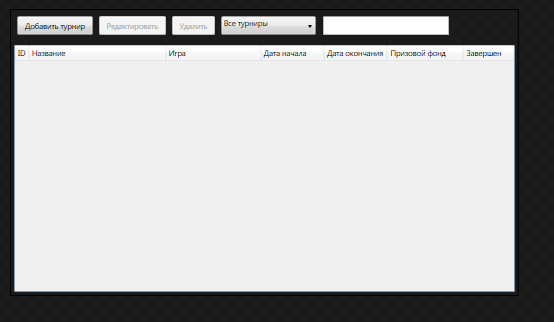 Добавить турнир Редактировать Удалить Все турниры
ID Название Игра Дата начала Дата окончания Призовой фонд Завершен